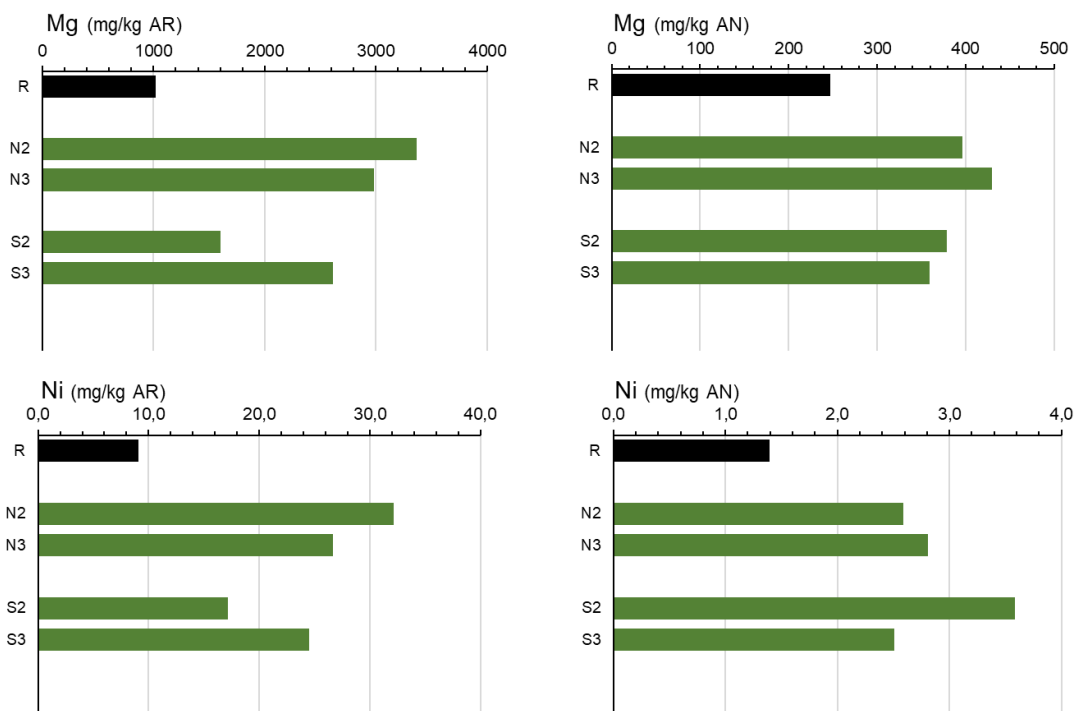 Mg (mg/kg AR)
0 1000 2000 3000 4000
R
N2
N3
S2
S3
Mg (mg/kg AN)
0 100 200 300 400 500
R
N2
N3
S2
S3
Ni (mg/kg AR)
0,0 10,0 20,0 30,0 40,0
R
N2
N3
S2
S3
Ni (mg/kg AN)
0,0 1,0 2,0 3,0 4,0
R
N2
N3
S2
S3